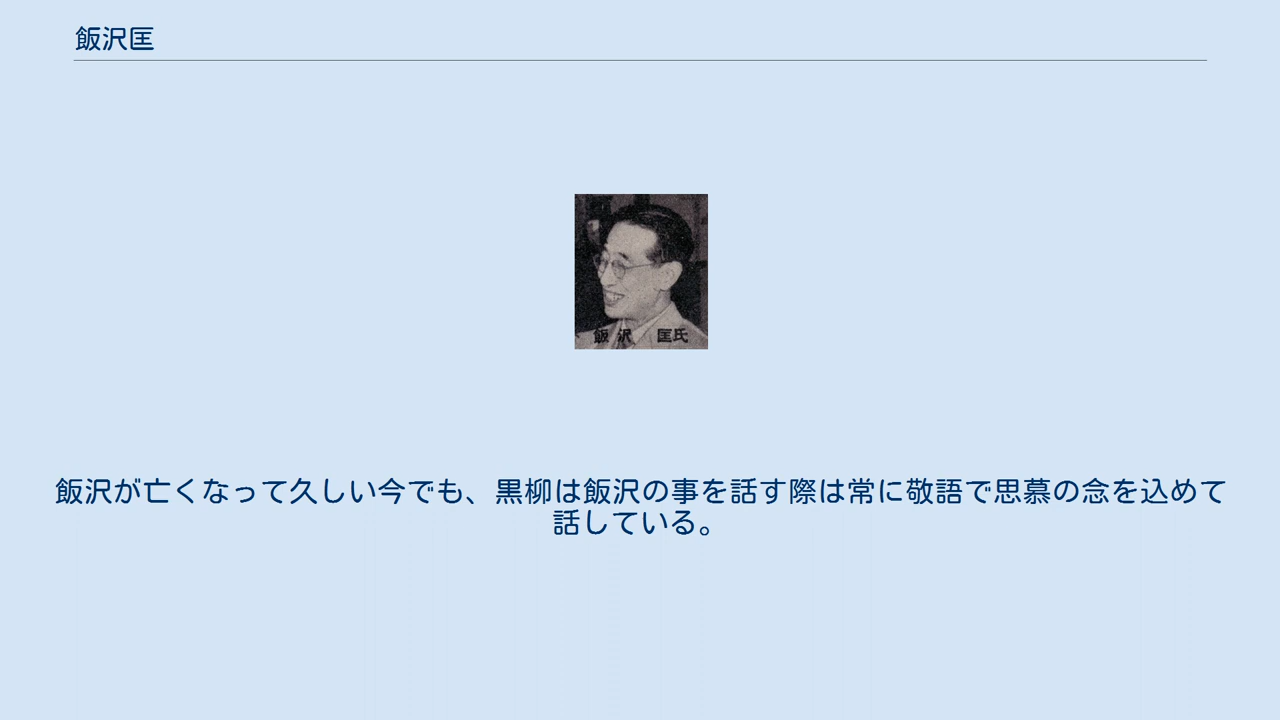 飯沢匡
飯沢 匡氏
飯沢が亡くなって久しい今でも、黒柳は飯沢の事を話す際は常に敬語で思慕の念を込めて
話している。